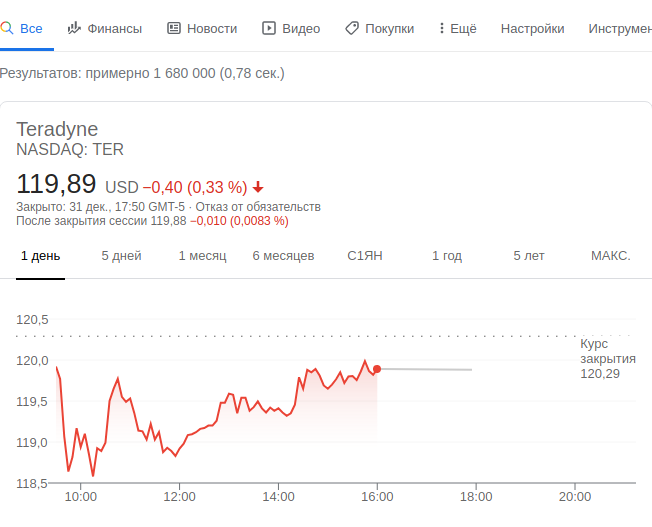 Все Финансы Новости Видео Покупки Ещё Настройки Инструмен
Результатов: примерно 1 680 000 (0,78 сек.)
Teradyne
NASDAQ: TER
119,89 USD −0,40 (0,33 %)
Закрыто: 31 дек., 17:50 GMT-5 · Отказ от обязательств
После закрытия сессии 119,88 −0,010 (0,0083 %)
1 день 5 дней 1 месяц 6 месяцев С1ЯН 1 год 5 лет МАКС.
120,5
Курс
закрытия
120,29
120,0
119,5
119,0
118,5
10:00 12:00 14:00 16:00 18:00 20:00